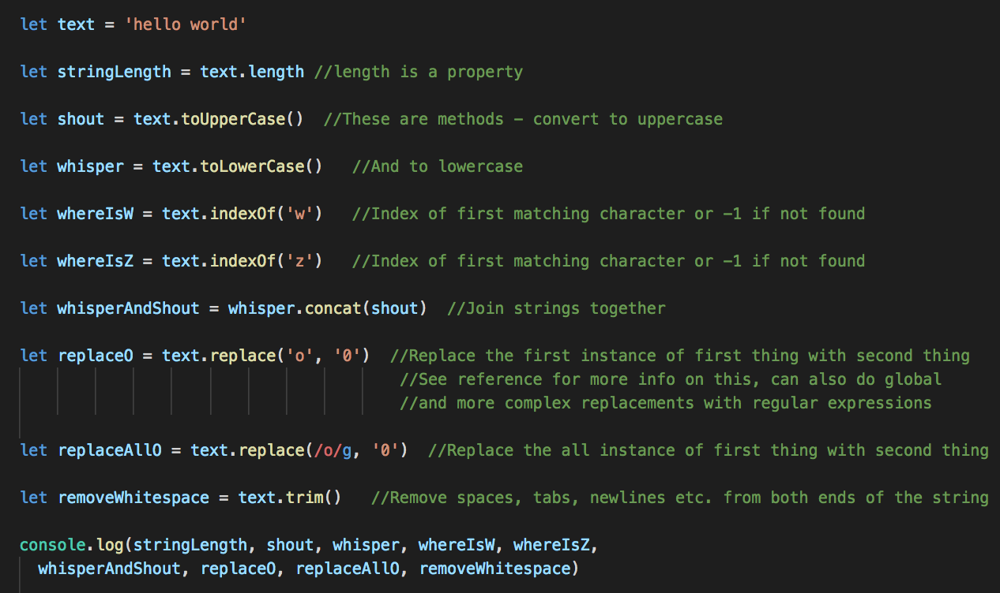 let text = 'hello world'
let stringLength = text.length //length is a property
let shout = text.toUpperCase()  //These are methods - convert to uppercase
let whisper = text.toLowerCase()   //And to lowercase
let whereIsW = text.indexOf('w')   //Index of first matching character or -1 if not found
let whereIsZ = text.indexOf('z')   //Index of first matching character or -1 if not found
let whisperAndShout = whisper.concat(shout)  //Join strings together
let replaceO = text.replace('o', '0')  //Replace the first instance of first thing with second thing
//See reference for more info on this, can also do global
//and more complex replacements with regular expressions
let replaceAllO = text.replace(/o/g, '0')  //Replace the all instance of first thing with second thing
let removeWhitespace = text.trim()   //Remove spaces, tabs, newlines etc. from both ends of the string
console.log(stringLength, shout, whisper, whereIsW, whereIsZ,
whisperAndShout, replaceO, replaceAllO, removeWhitespace)